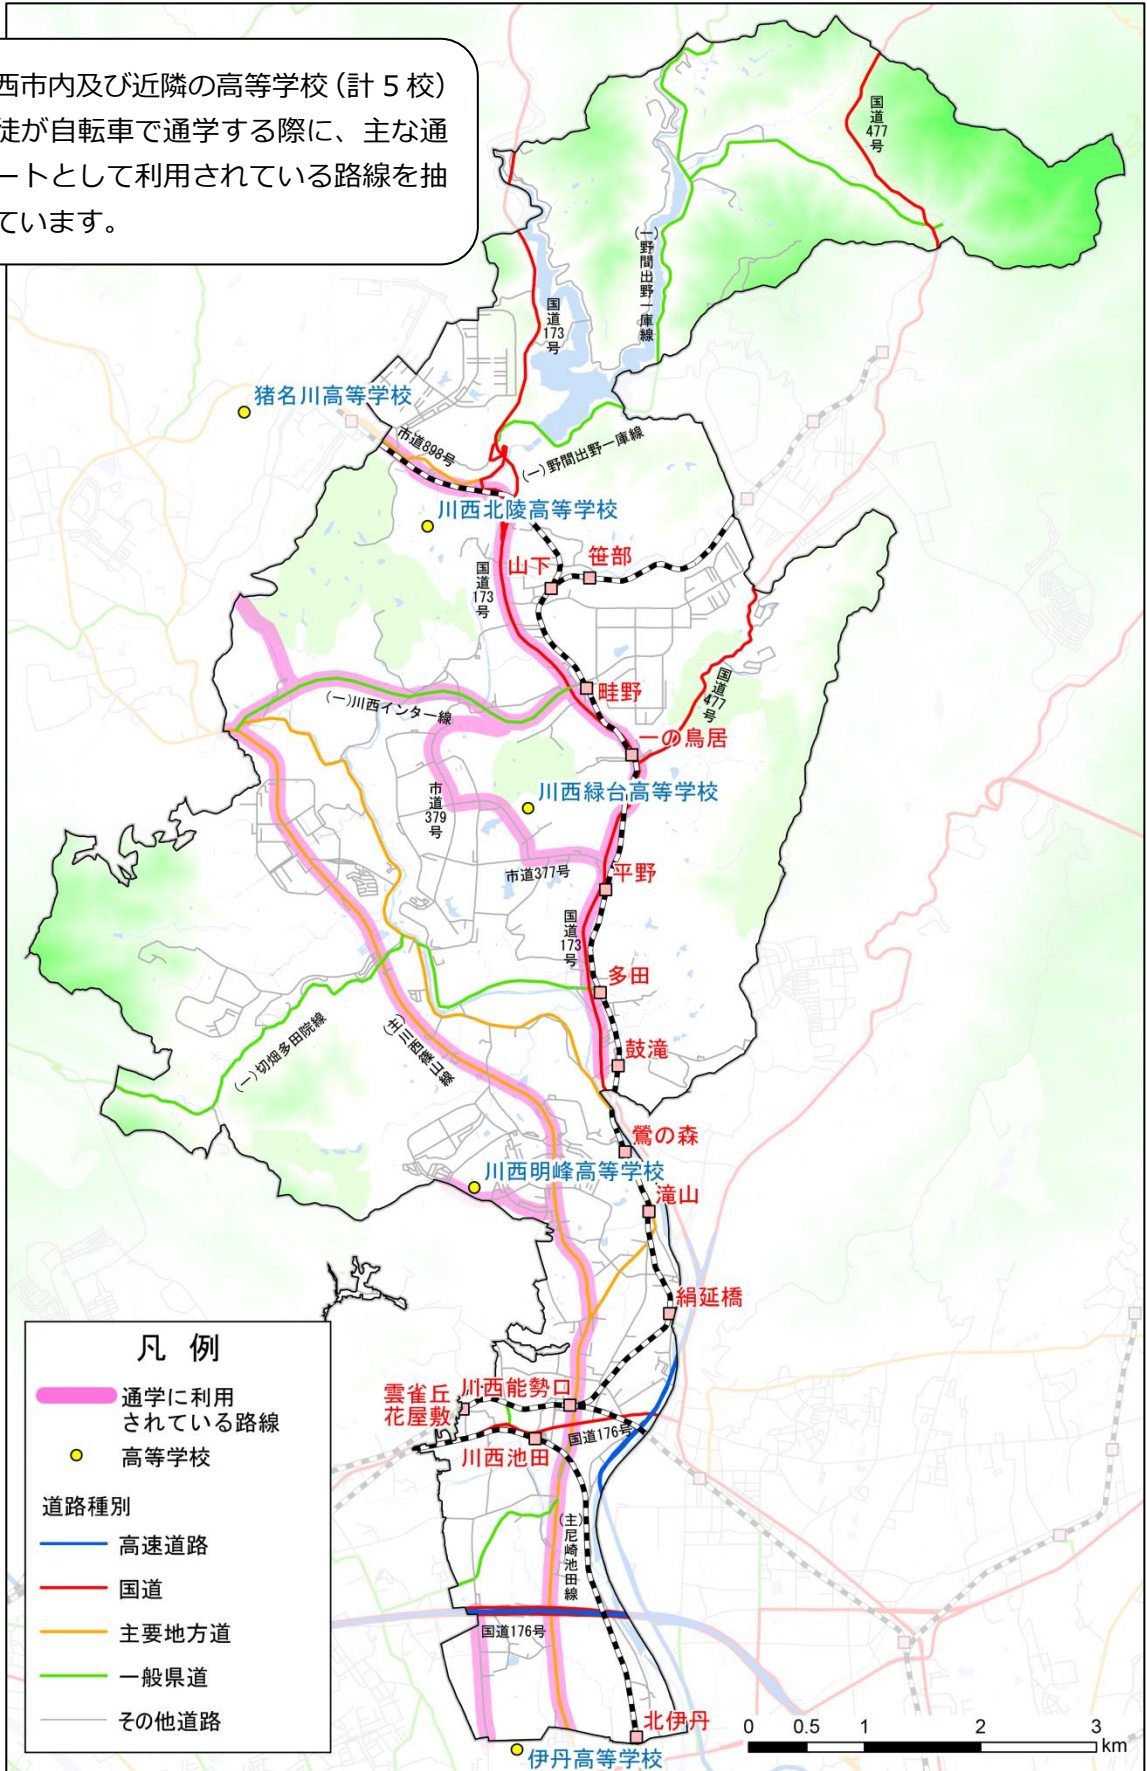 西市内及び近隣の高等学校（計5校）
徒が自転車で通学する際に、主な通
ートとして利用されている路線を抽
ています。
国道477号
(一)野間出野一庫線
国道173号
猪名川高等学校
市道898号
(一)野間出野一庫線
川西北陵高等学校
山下
笹部
国道173号
畦野
国道477号
(一)川西インター線
一の鳥居
市道379号
川西緑台高等学校
市道377号
平野
国道173号
多田
(一)切畑多田院線
(主)川西篠山線
鼓滝
鶯の森
川西明峰高等学校
滝山
絹延橋
雲雀丘
花屋敷
川西能勢口
国道176号
川西池田
(主)尼崎池田線
国道176号
北伊丹
伊丹高等学校
凡 例
通学に利用
されている路線
高等学校
道路種別
高速道路
国道
主要地方道
一般県道
その他道路
0 0.5 1 2 3
km